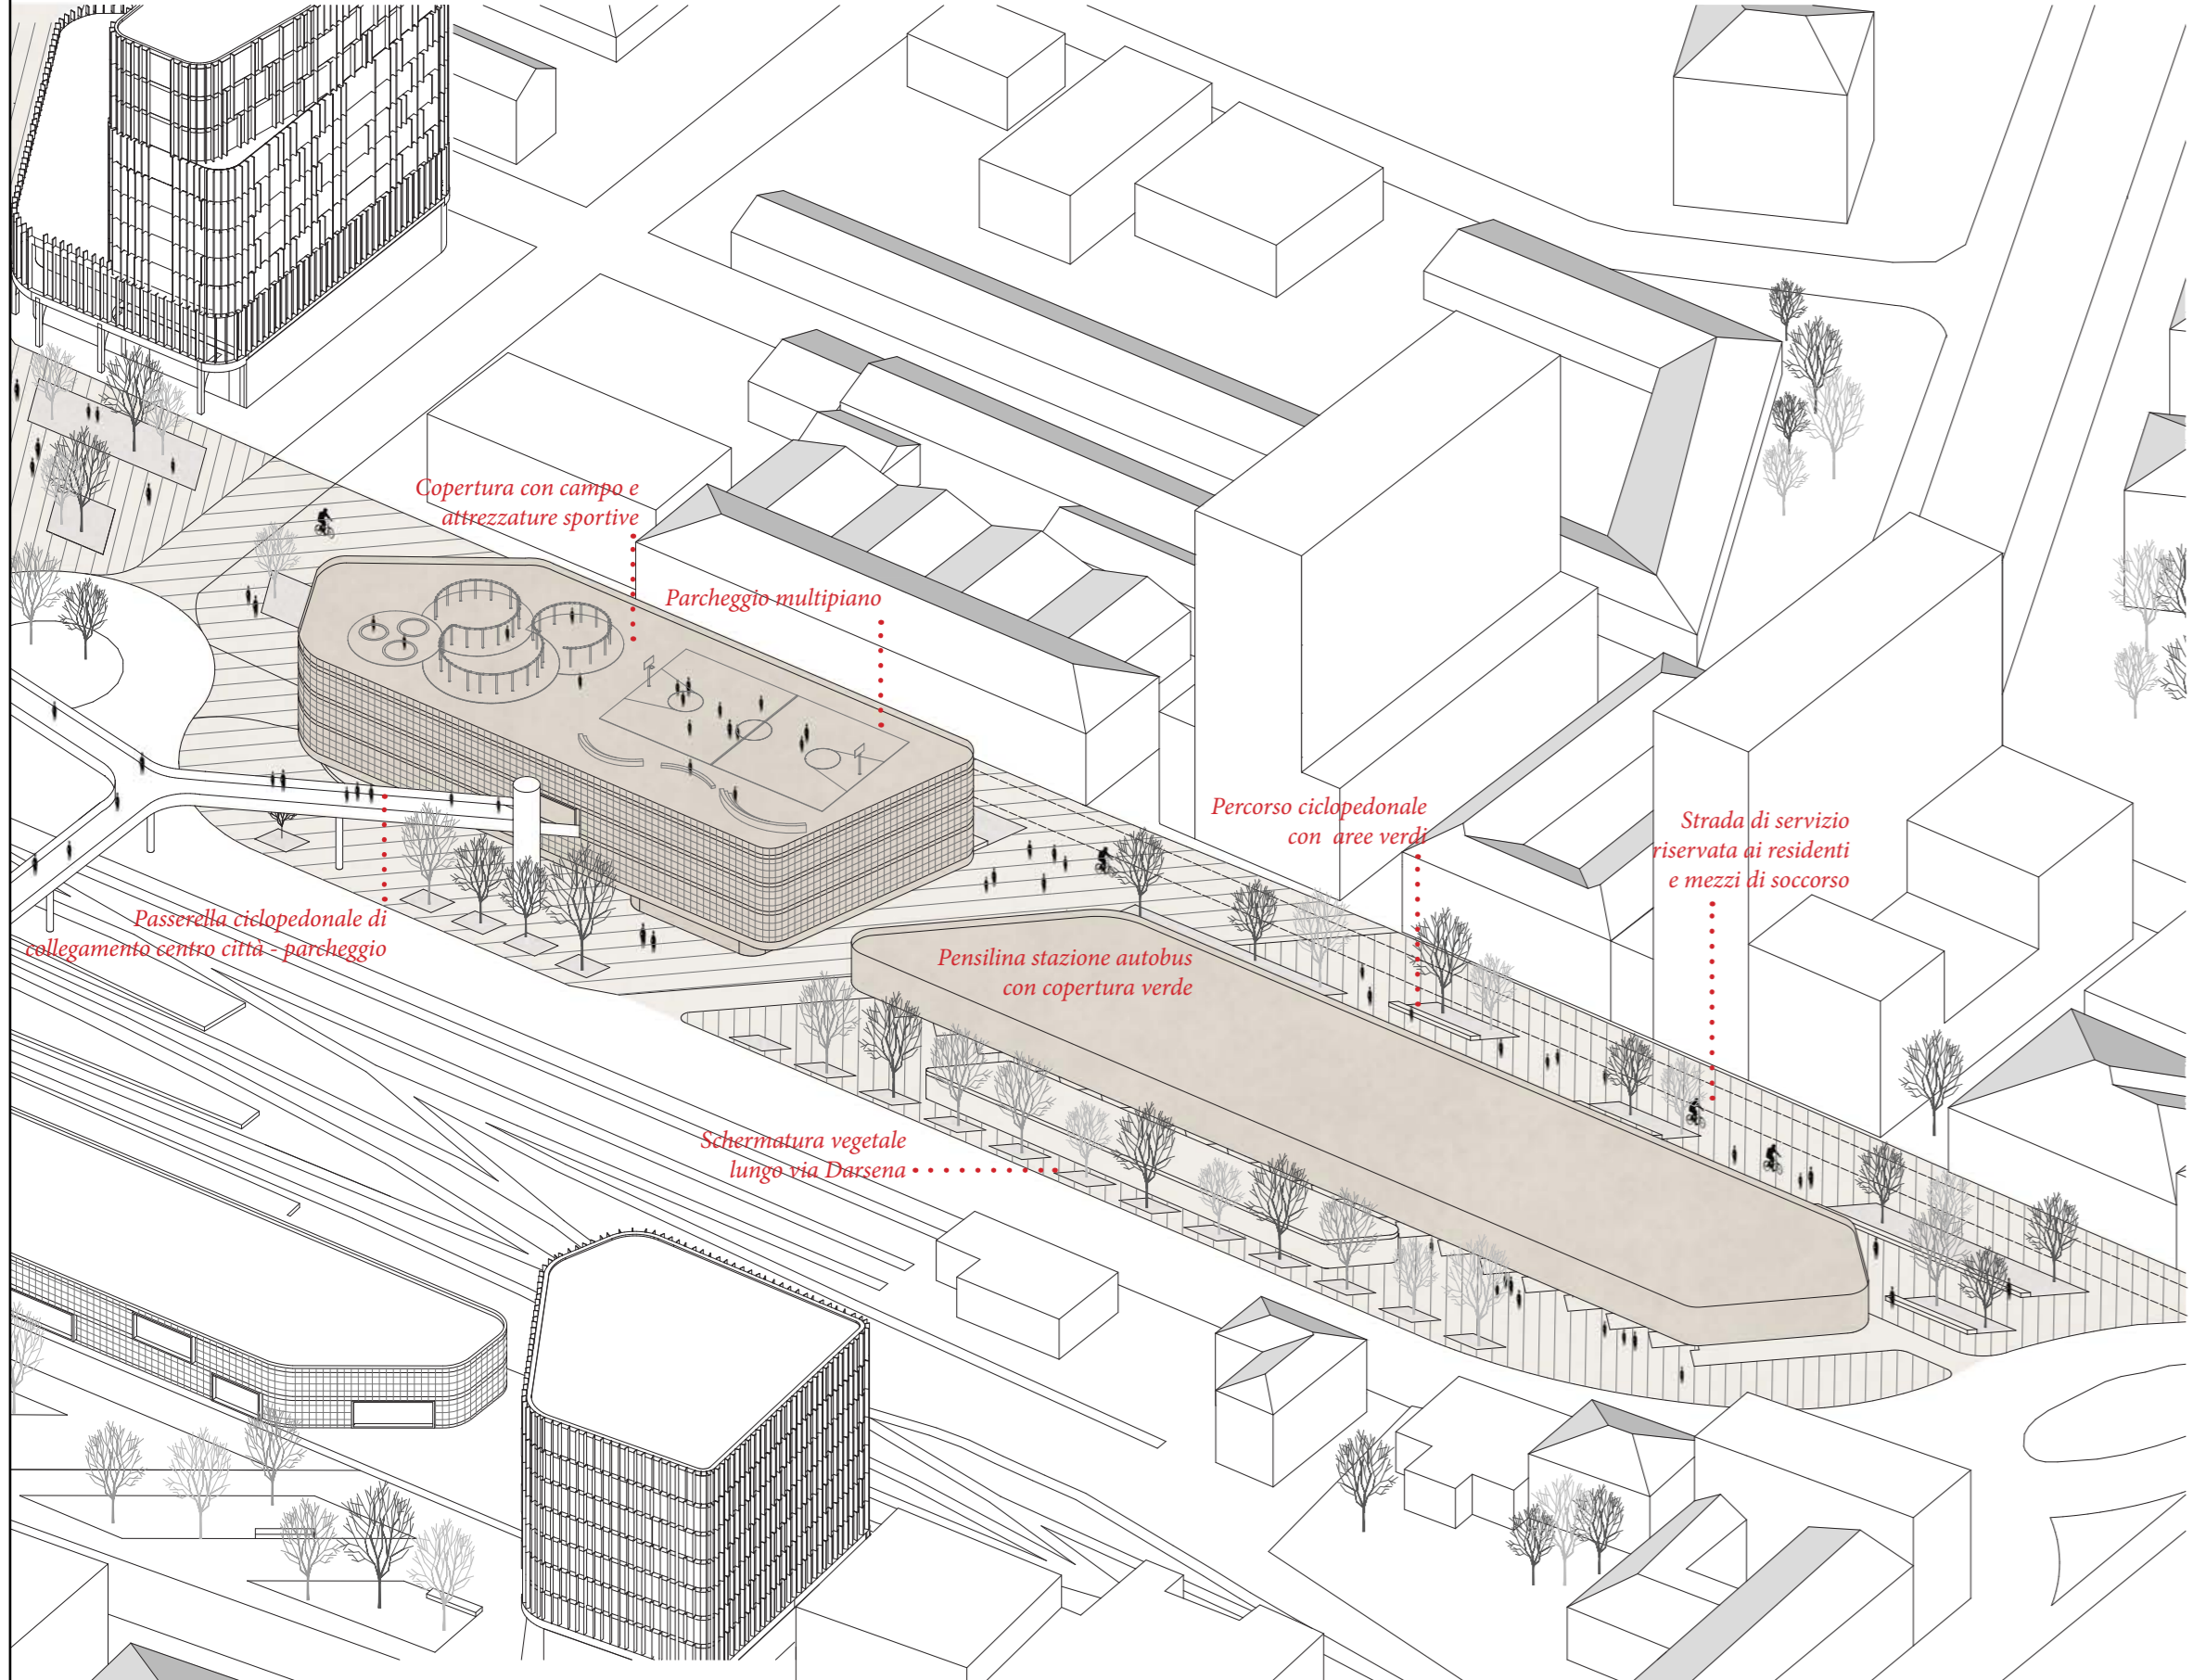 Copertura con campo e
attrezzature sportive
Parcheggio multipiano
Percorso ciclopedonale
con aree verdi
Strada di servizio
riservata ai residenti
e mezzi di soccorso
Passerella ciclopedonale di
collegamento centro città - parcheggio
Pensilina stazione autobus
con copertura verde
Schermatura vegetale
lungo via Darsena